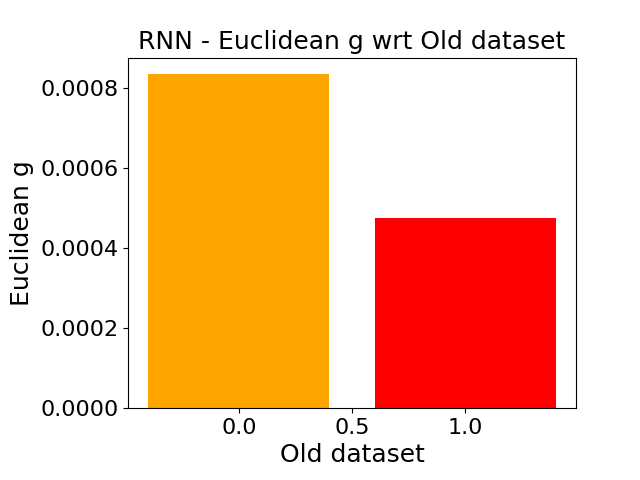 RNN - Euclidean g wrt Old dataset
0.0008
0.0006
0.0004
0.0002
0.0000
Euclidean g
0.0 0.5 1.0
Old dataset